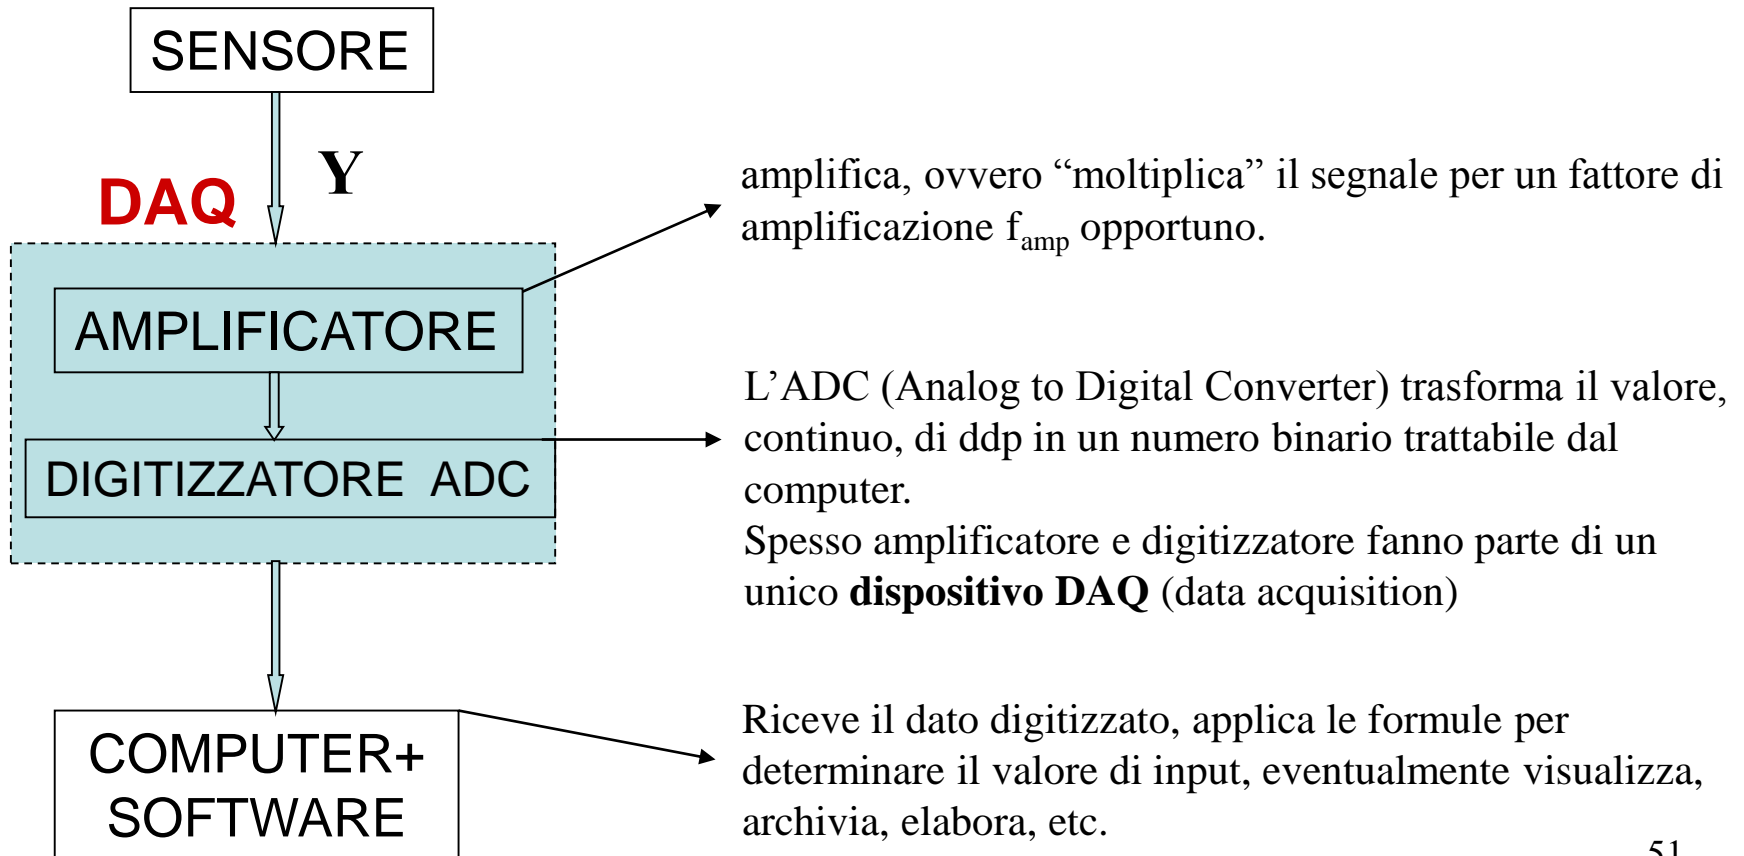 SENSORE
DAQ
Y
AMPLIFICATORE
DIGITIZZATORE ADC
COMPUTER+
SOFTWARE
amplifica, ovvero “moltiplica” il segnale per un fattore di
amplificazione famp opportuno.
L’ADC (Analog to Digital Converter) trasforma il valore,
continuo, di ddp in un numero binario trattabile dal
computer.
Spesso amplificatore e digitizzatore fanno parte di un
unico dispositivo DAQ (data acquisition)
Riceve il dato digitizzato, applica le formule per
determinare il valore di input, eventualmente visualizza,
archivia, elabora, etc.
51